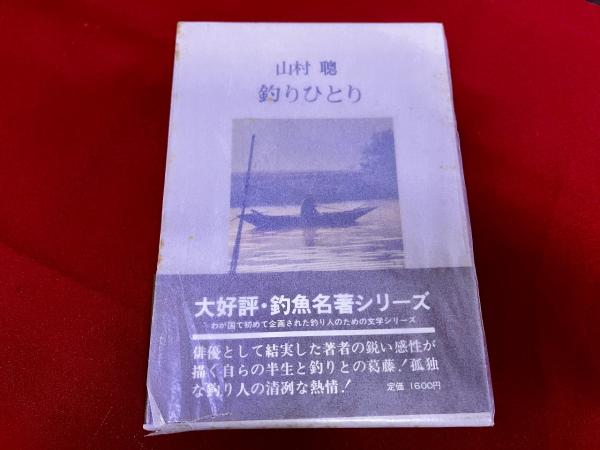 山村 聰
釣りひとり
大好評・釣魚名著シリーズ
わが国で初めて企画された釣り人のための文学シリーズ
俳優として結実した著者の鋭い感性が
描く自らの半生と釣りとの葛藤!孤独
な釣り人の清冽な熱情!
定価 1600円